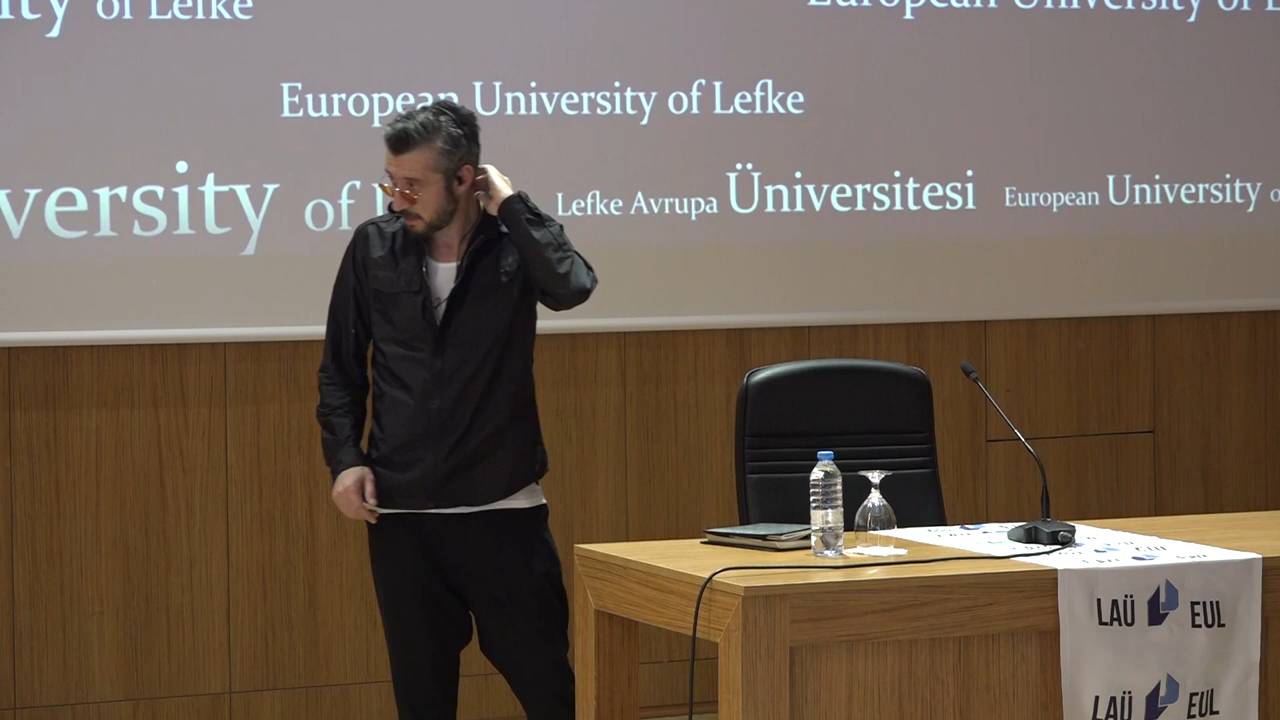 of Lefke
European University of
European University of Lefke
versity of
Lefke Avrupa Üniversitesi
European University
LAÜ EUL
LAÜ EUL